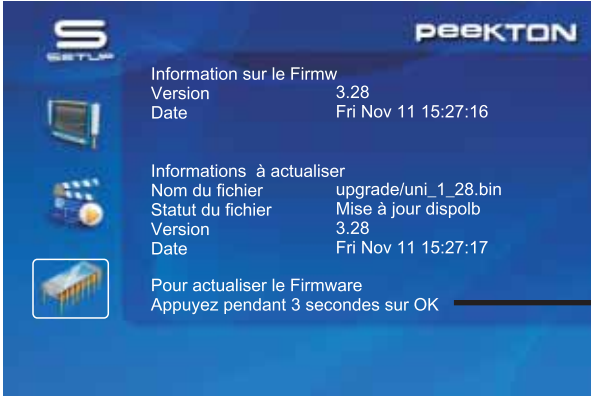 S
SETUP
PEEKTON
Information sur le Firmw
Version 3.28
Date Fri Nov 11 15:27:16
Informations à actualiser
Nom du fichier upgrade/uni_1_28.bin
Statut du fichier Mise à jour dispolb
Version 3.28
Date Fri Nov 11 15:27:17
Pour actualiser le Firmware
Appuyez pendant 3 secondes sur OK